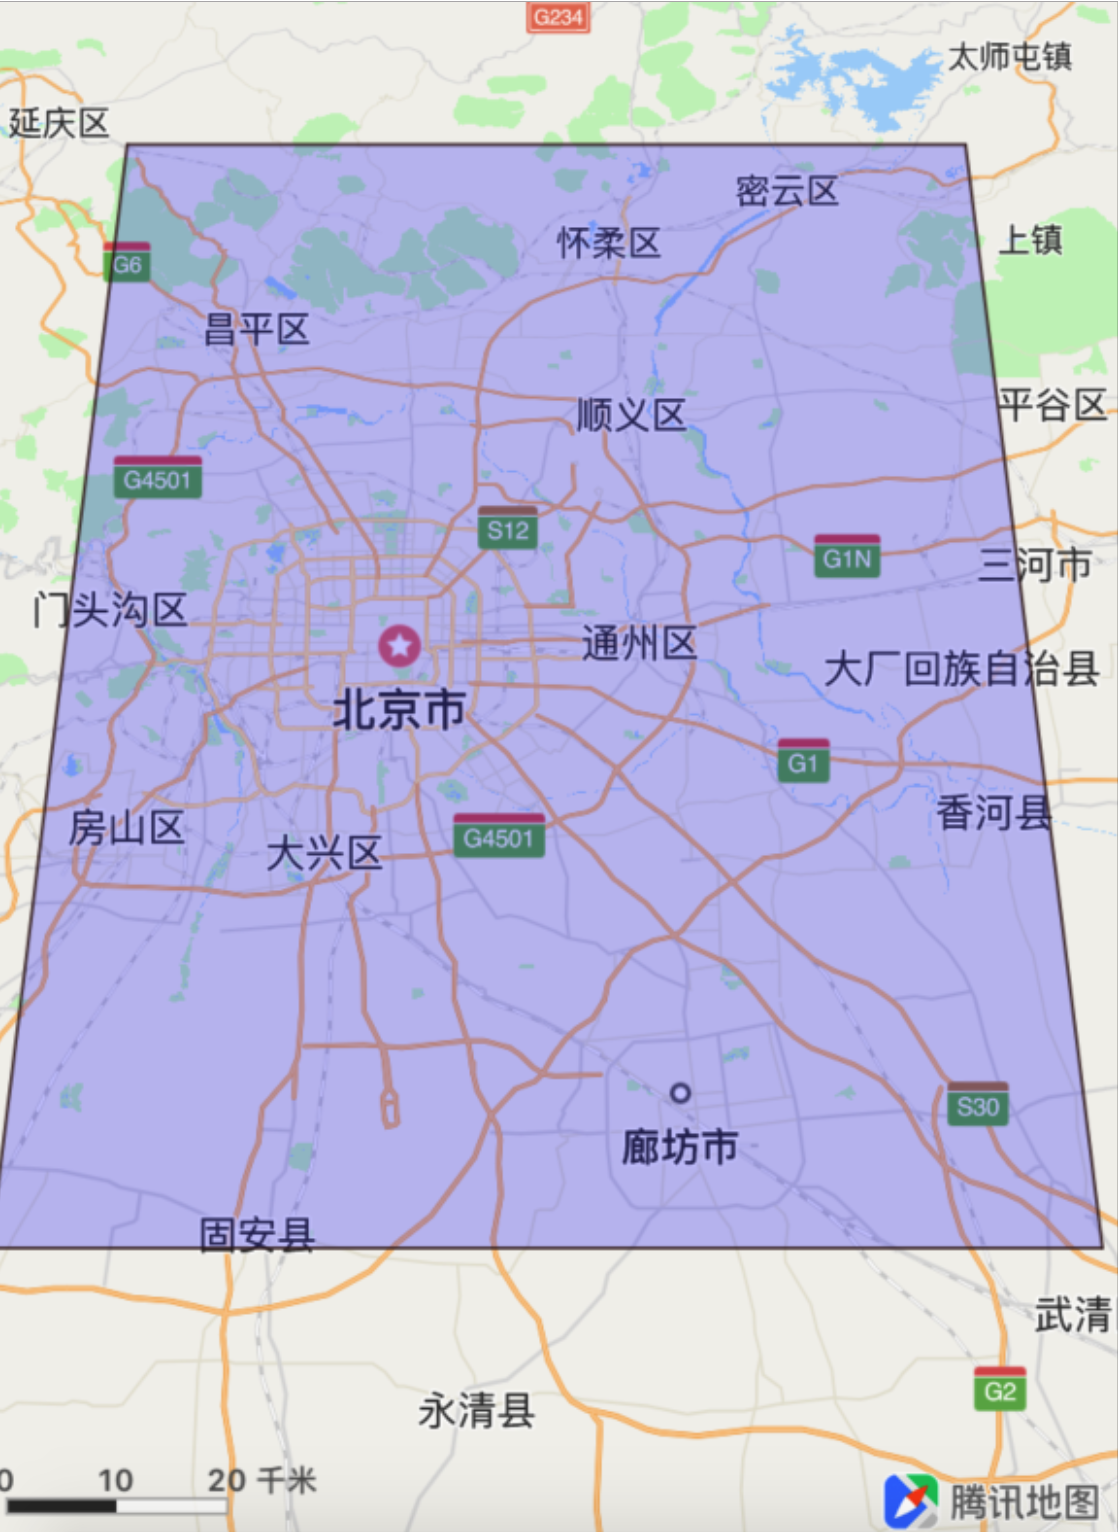 G234
太师屯镇
延庆区
密云区
怀柔区
上镇
G6
昌平区
平谷区
顺义区
G4501
S12
G1N
三河市
门头沟区
通州区
大厂回族自治县
北京市
G1
香河县
房山区
G4501
大兴区
S30
廊坊市
固安县
武清
G2
永清县
0 10 20 千米
腾讯地图